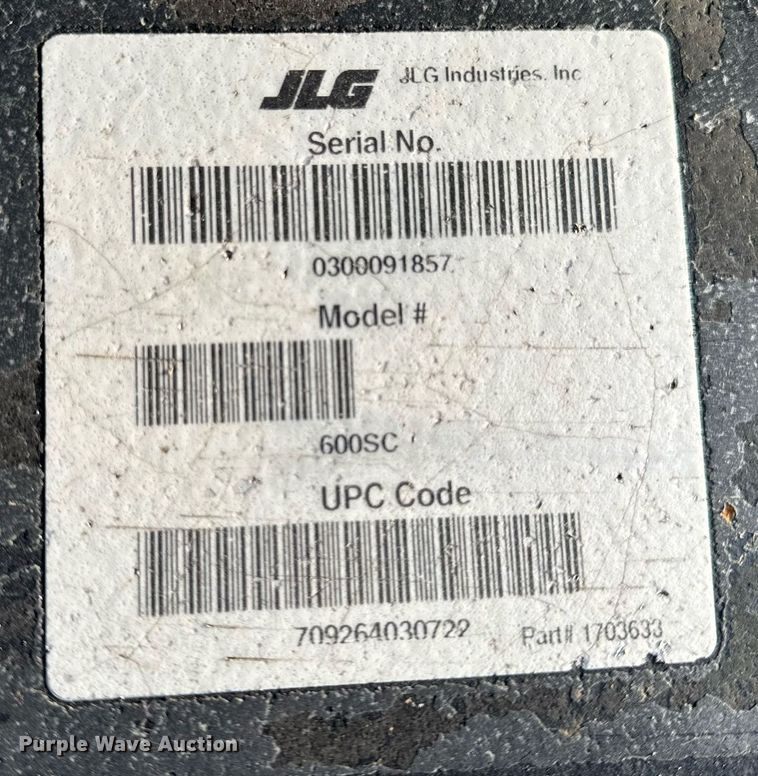 JLG JLG Industries, Inc
Serial No.
0300091857
Model #
600SC
UPC Code
709264030722 Part# 1703633
Purple Wave Auction